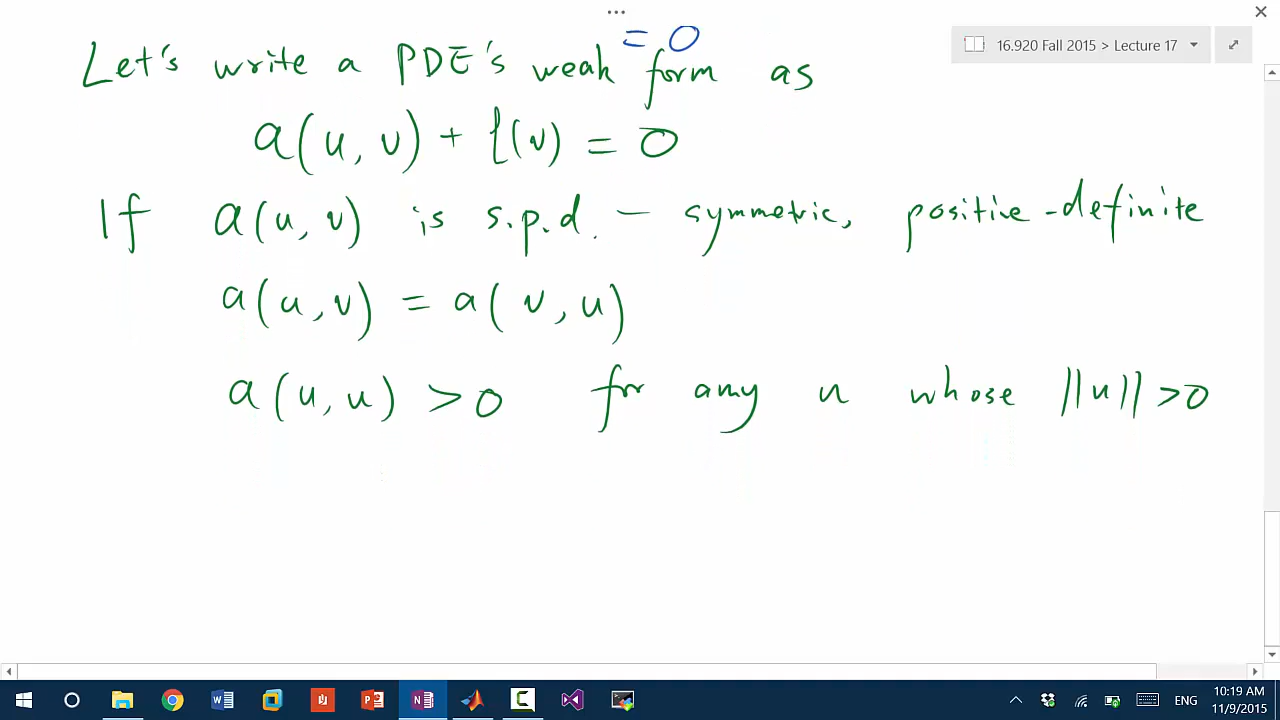 = 0
16.920 Fall 2015 > Lecture 17
Let's write a PDE's weak form as
a(u, v) + l(v) = 0
If a(u, v) is s.p.d. — symmetric, positive-definite
a(u, v) = a(v, u)
a(u, u) > 0 for any u whose ||u|| > 0
ENG
10:19 AM
11/9/2015